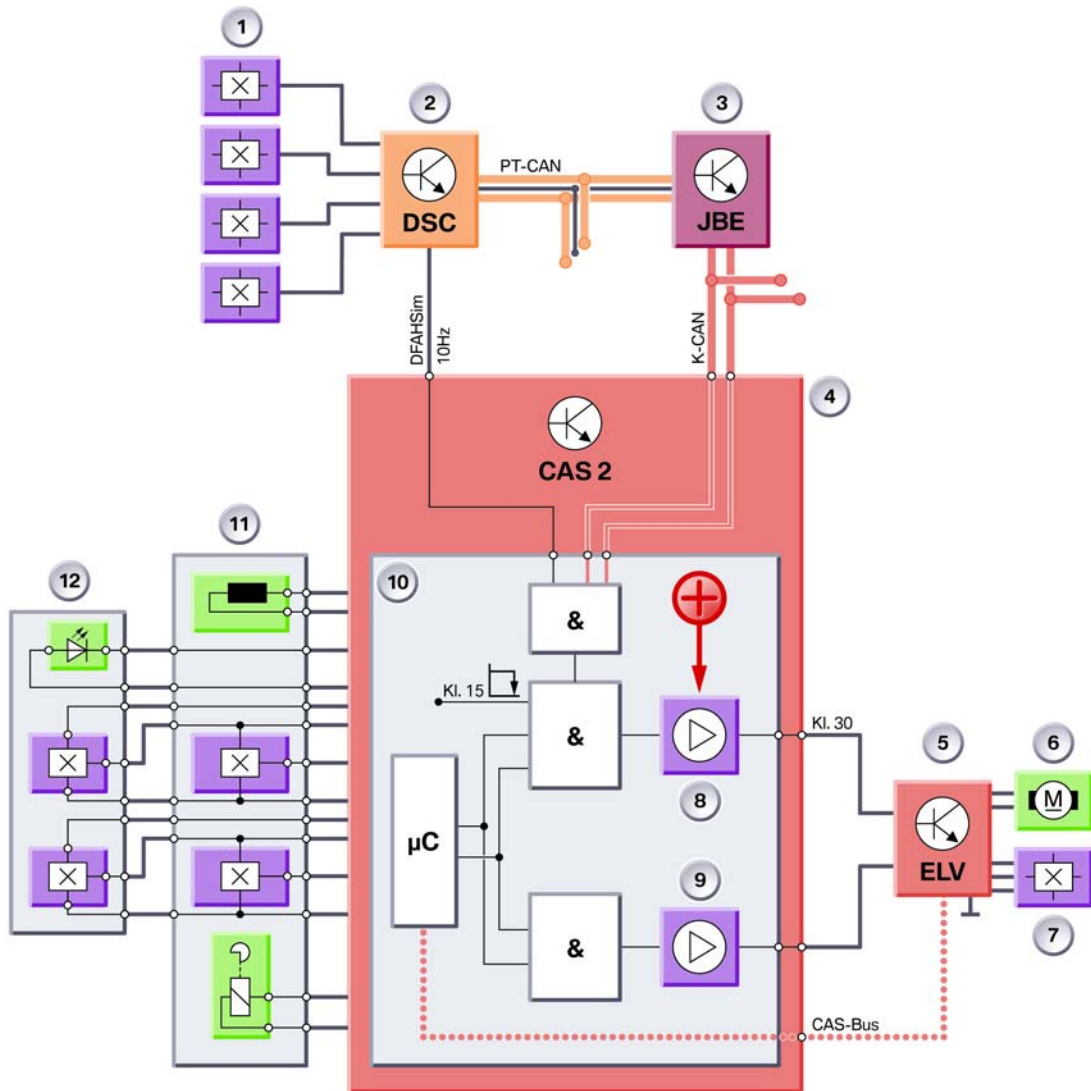 1
2
3
DSC
PT-CAN
JBE
DFAHSim
10Hz
K-CAN
4
CAS 2
11
12
10
&
Kl. 15
&
Kl. 30
5
6
8
M
µC
ELV
9
7
&
CAS-Bus